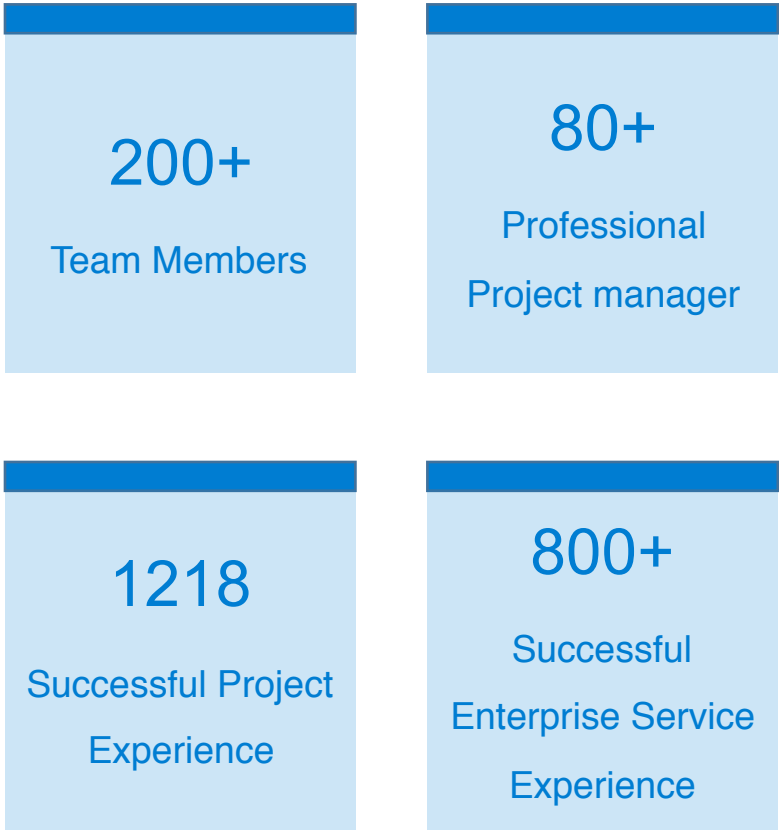 200+
Team Members
80+
Professional
Project manager
1218
Successful Project
Experience
800+
Successful
Enterprise Service
Experience